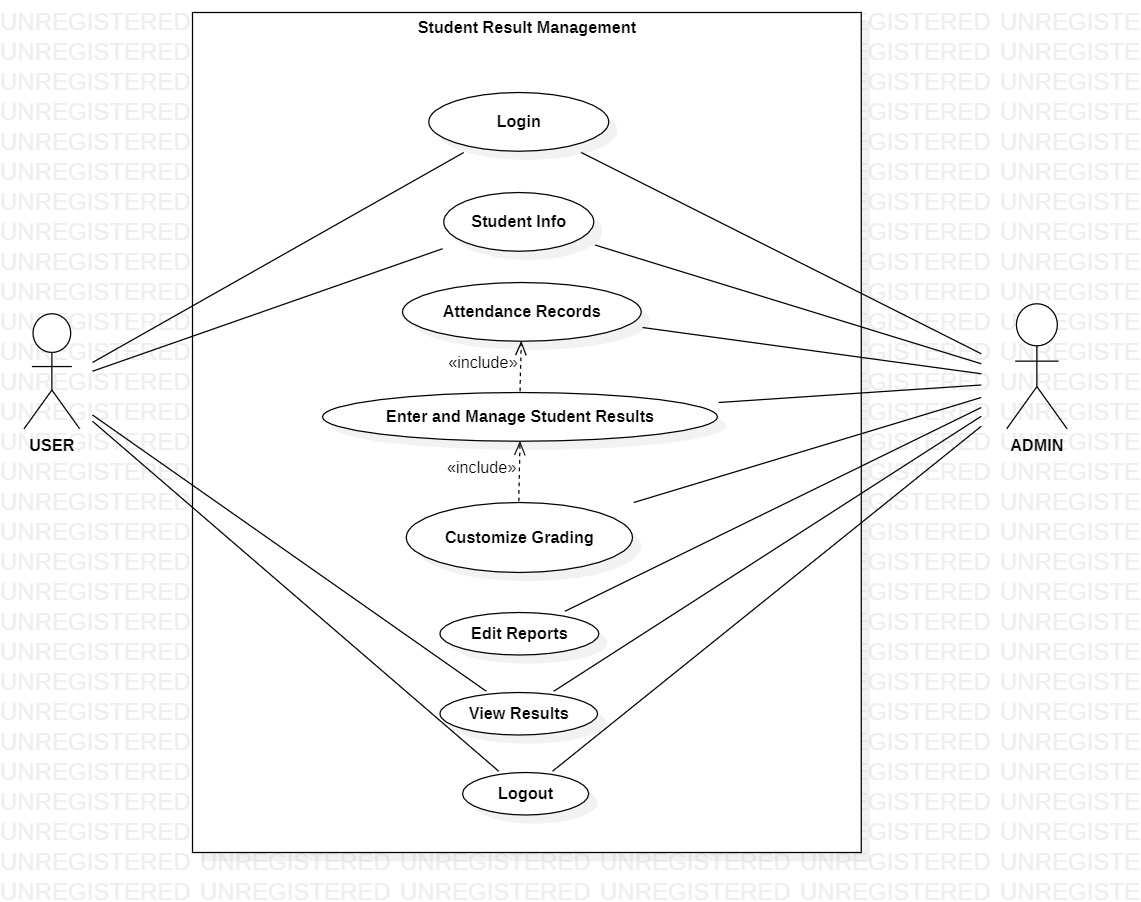 Student Result Management
Login
Student Info
Attendance Records
«include»
Enter and Manage Student Results
«include»
Customize Grading
Edit Reports
View Results
Logout
USER
ADMIN
UNREGISTERED UNREGISTERED UNREGISTERED UNREGISTERED UNREGISTERED UNREGISTE